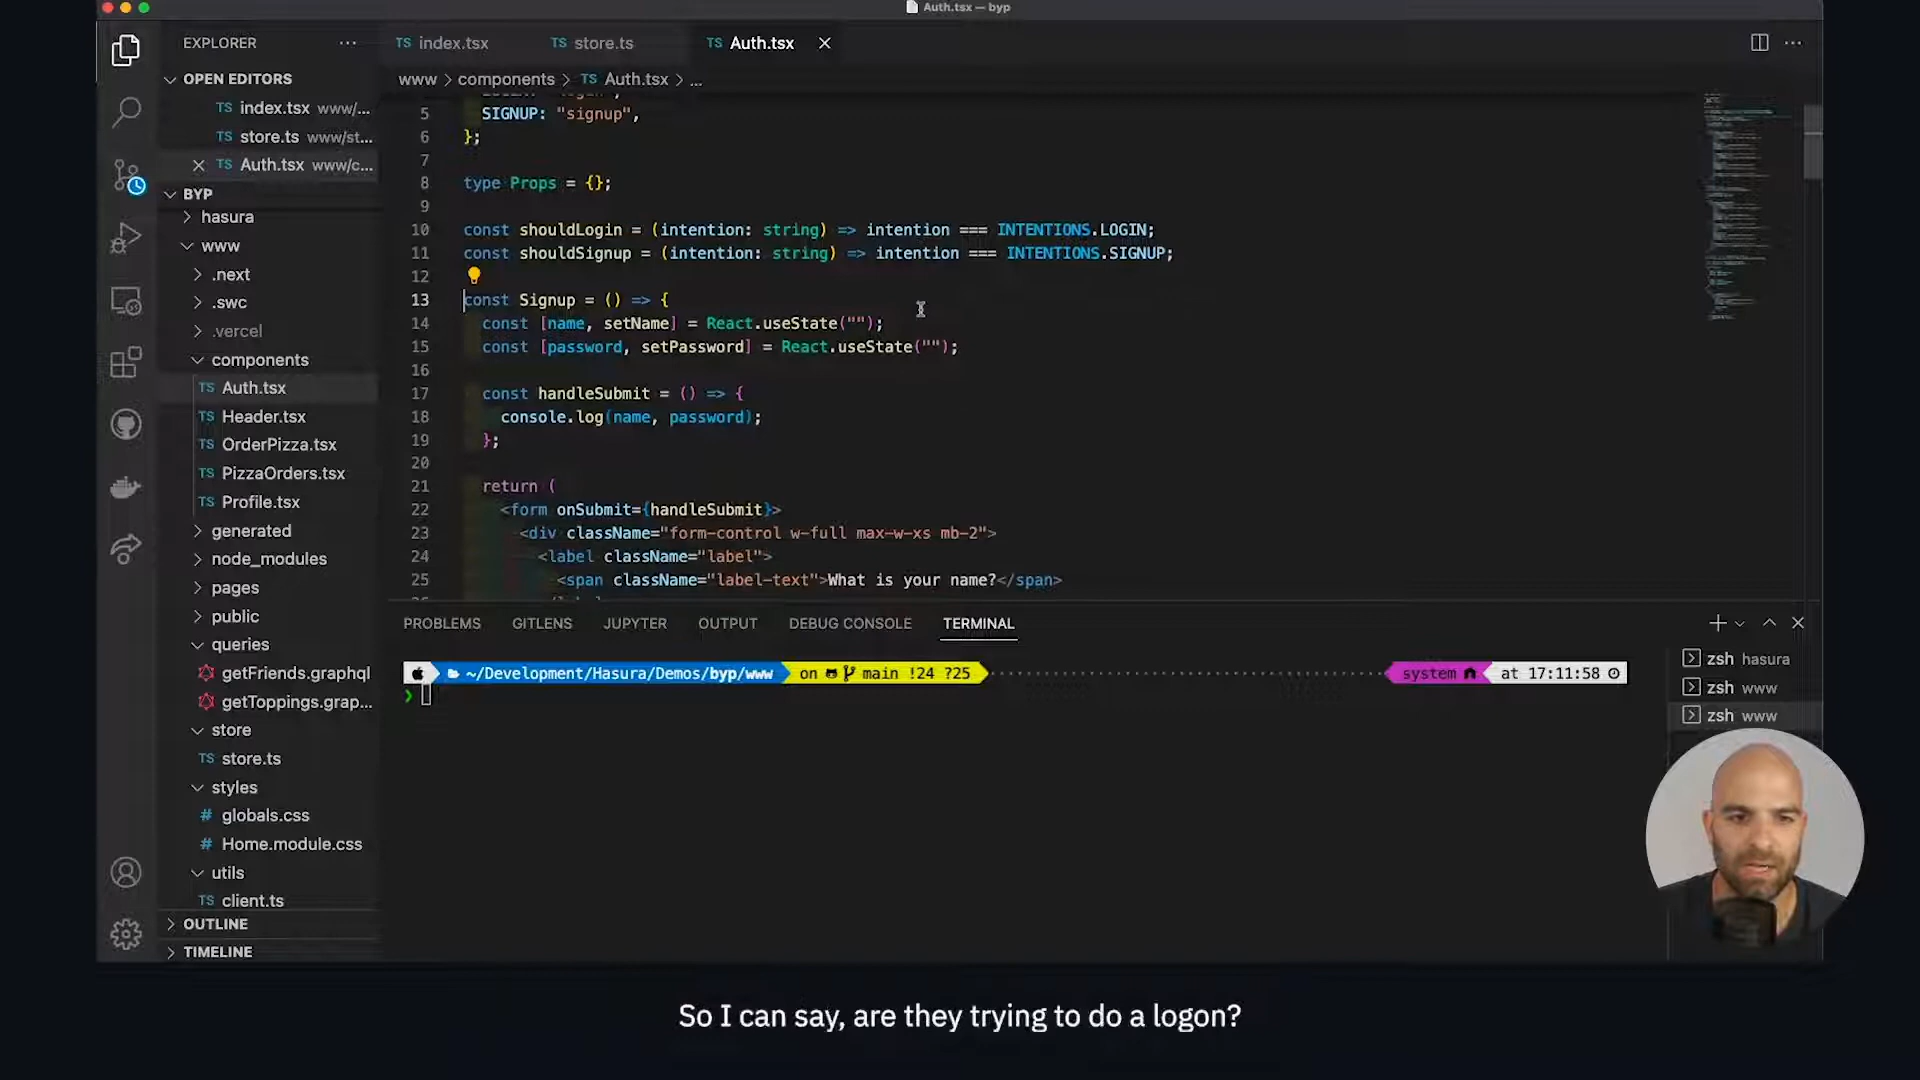 Auth.tsx — byp
EXPLORER
OPEN EDITORS
TS index.tsx www/...
TS store.ts www/st...
TS Auth.tsx www/c...
BYP
hasura
www
.next
.swc
.vercel
components
TS Auth.tsx
TS Header.tsx
TS OrderPizza.tsx
TS PizzaOrders.tsx
TS Profile.tsx
generated
node_modules
pages
public
queries
getFriends.graphql
getToppings.grap...
store
TS store.ts
styles
# globals.css
# Home.module.css
utils
TS client.ts
OUTLINE
TIMELINE
TS index.tsx TS store.ts TS Auth.tsx
www > components > TS Auth.tsx > ...
5 SIGNUP: "signup",
6 };
7
8 type Props = {};
9
10 const shouldLogin = (intention: string) => intention === INTENTIONS.LOGIN;
11 const shouldSignup = (intention: string) => intention === INTENTIONS.SIGNUP;
12
13 const Signup = () => {
14 const [name, setName] = React.useState("");
15 const [password, setPassword] = React.useState("");
16
17 const handleSubmit = () => {
18 console.log(name, password);
19 };
20
21 return (
22 <form onSubmit={handleSubmit}>
23 <div className="form-control w-full max-w-xs mb-2">
24 <label className="label">
25 <span className="label-text">What is your name?</span>
PROBLEMS GITLENS JUPYTER OUTPUT DEBUG CONSOLE TERMINAL
~/Development/Hasura/Demos/byp/www on main !24 ?25 system at 17:11:58
zsh hasura
zsh www
zsh www
So I can say, are they trying to do a logon?